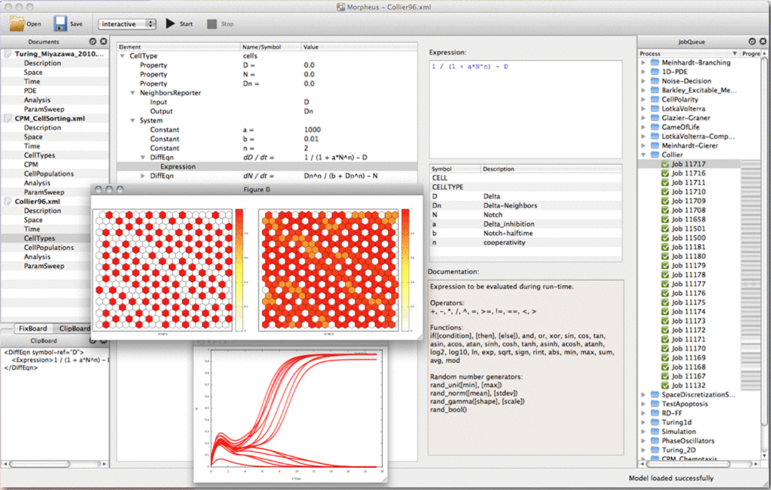 Morpheus - Collier96.xml
Open Save interactive Start Stop
Documents
Turing_Miyazawa_2010....
Description
Space
Time
PDE
Analysis
ParamSweep
CPM_CellSorting.xml
Description
Space
Time
CellTypes
CPM
CellPopulations
Analysis
ParamSweep
Collier96.xml
Description
Space
Time
CellTypes
CellPopulations
Analysis
ParamSweep
FixBoard ClipBoard
ClipBoard
<DiffEqn symbol-ref="D">
<Expression>1 / (1 + a*N^n) -
</DiffEqn>
Element Name/Symbol Value
CellType cells
Property D = 0.0
Property N = 0.0
Property Dn = 0.0
NeighborsReporter
Input D
Output Dn
System
Constant a = 1000
Constant b = 0.01
Constant n = 2
DiffEqn dD / dt = 1 / (1 + a*N^n) - D
Expression
DiffEqn dN / dt = Dn^n / (b + Dn^n) - N
Figure 0
Expression:
1 / (1 + a*N^n) - D
Symbol Description
CELL
CELLTYPE
D Delta
Dn Delta-Neighbors
N Notch
a Delta_inhibition
b Notch-halftime
n cooperativity
Documentation:
Expression to be evaluated during run-time.
Operators:
+, -, *, /, ^, =, >=, !=, ==, <, >
Functions:
if([condition], [then], [else]), and, or, xor, sin, cos, tan,
asin, acos, atan, sinh, cosh, tanh, asinh, acosh, atanh,
log2, log10, ln, exp, sqrt, sign, rint, abs, min, max, sum,
avg, mod
Random number generators:
rand_uni([min], [max])
rand_norm([mean], [stdev])
rand_gamma([shape], [scale])
rand_bool()
JobQueue
Process Progre
Meinhardt-Branching
1D-PDE
Noise-Decision
Barkley_Excitable_Me...
CellPolarity
LotkaVolterra
Glazier-Graner
GameOfLife
LotkaVolterra-Comp...
Meinhardt-Gierer
Collier
Job 11717
Job 11716
Job 11711
Job 11710
Job 11709
Job 11708
Job 11658
Job 11501
Job 11500
Job 11181
Job 11180
Job 11179
Job 11178
Job 11177
Job 11176
Job 11175
Job 11174
Job 11173
Job 11172
Job 11171
Job 11170
Job 11169
Job 11168
Job 11167
Job 11132
SpaceDiscretizationS...
TestApoptosis
RD-FF
Turing1d
Simulation
PhaseOscillators
Turing_2D
CPM_Chemotaxis
Model loaded successfully